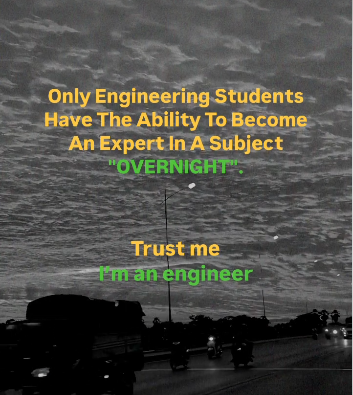 Only Engineering Students
Have The Ability To Become
An Expert In A Subject
"OVERNIGHT".
Trust me
I'm an engineer